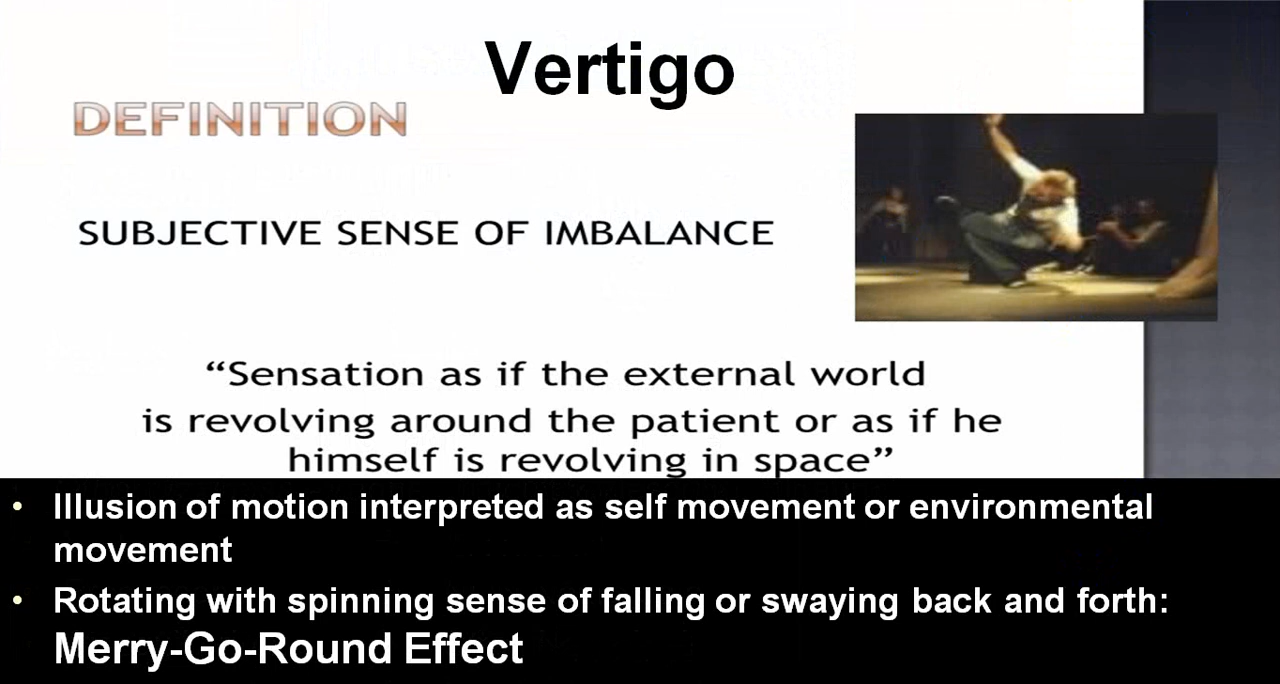 Vertigo
DEFINITION
SUBJECTIVE SENSE OF IMBALANCE
“Sensation as if the external world
is revolving around the patient or as if he
himself is revolving in space”
• Illusion of motion interpreted as self movement or environmental
movement
• Rotating with spinning sense of falling or swaying back and forth:
Merry-Go-Round Effect